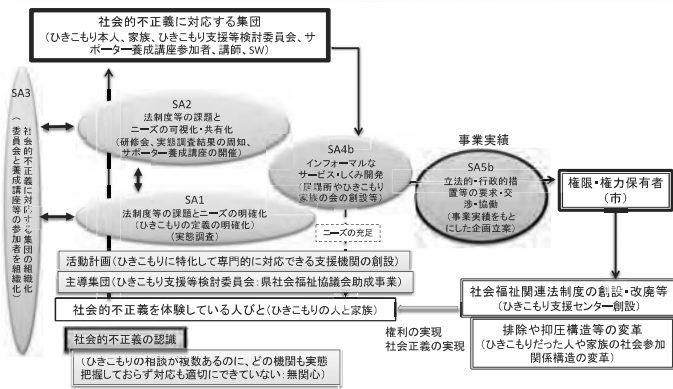 社会的不正義に対応する集団
(ひきこもり本人、家族、ひきこもり支援等検討委員会、サ
ポーター養成講座参加者、講師、SW)
SA3
社会的不正義に対応する集団の組織化
(委員会と養成講座等の参加者を組織化)
SA2
法制度等の課題と
ニーズの可視化・共有化
(研修会、実態調査結果の周知、
サポーター養成講座の開催)
SA1
法制度等の課題とニーズの明確化
(ひきこもりの定義の明確化)
(実態調査)
SA4b
インフォーマルな
サービス・しくみ開発
(居場所やひきこもり
家族の会の創設等)
ニーズの充足
事業実績
SA5b
立法的・行政的措
置等の要求・交
渉・協働
(事業実績をもと
にした企画立案)
権限・権力保有者
(市)
活動計画(ひきこもりに特化して専門的に対応できる支援機関の創設)
主導集団(ひきこもり支援等検討委員会:県社会福祉協議会助成事業)
社会的不正義を体験している人びと(ひきこもりの人と家族)
社会福祉関連法制度の創設・改廃等
(ひきこもり支援センター創設)
権利の実現
社会正義の実現
排除や抑圧構造等の変革
(ひきこもりだった人や家族の社会参加
関係構造の変革)
社会的不正義の認識
(ひきこもりの相談が複数あるのに、どの機関も実態
把握しておらず対応も適切にできていない:無関心)